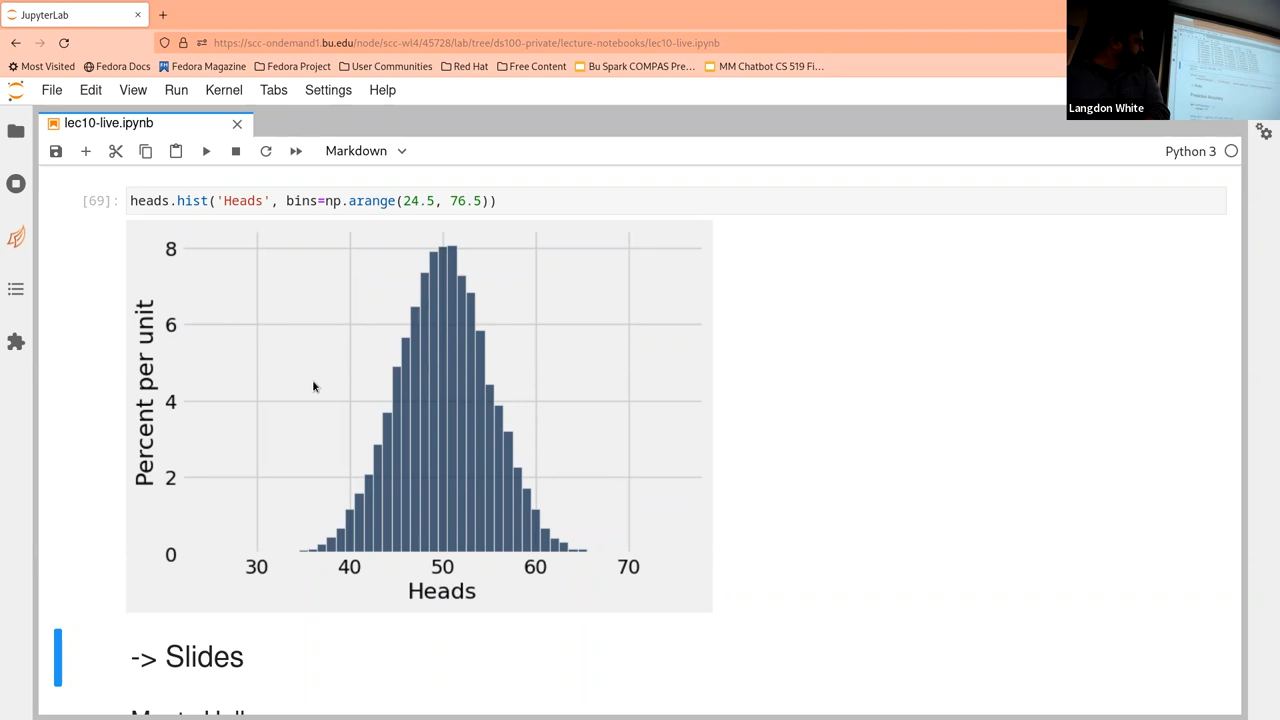 JupyterLab
https://scc-ondemand1.bu.edu/node/scc-wl4/45728/lab/tree/ds100-private/lecture-notebooks/lec10-live.ipynb
Most Visited Fedora Docs Fedora Magazine Fedora Project User Communities Red Hat Free Content Bu Spark COMPAS Pre… MM Chatbot CS 519 Fi…
Langdon White
File Edit View Run Kernel Tabs Settings Help
lec10-live.ipynb
Markdown
Python 3
[69]: heads.hist('Heads', bins=np.arange(24.5, 76.5))
8
6
4
2
0
Percent per unit
30 40 50 60 70
Heads
-> Slides